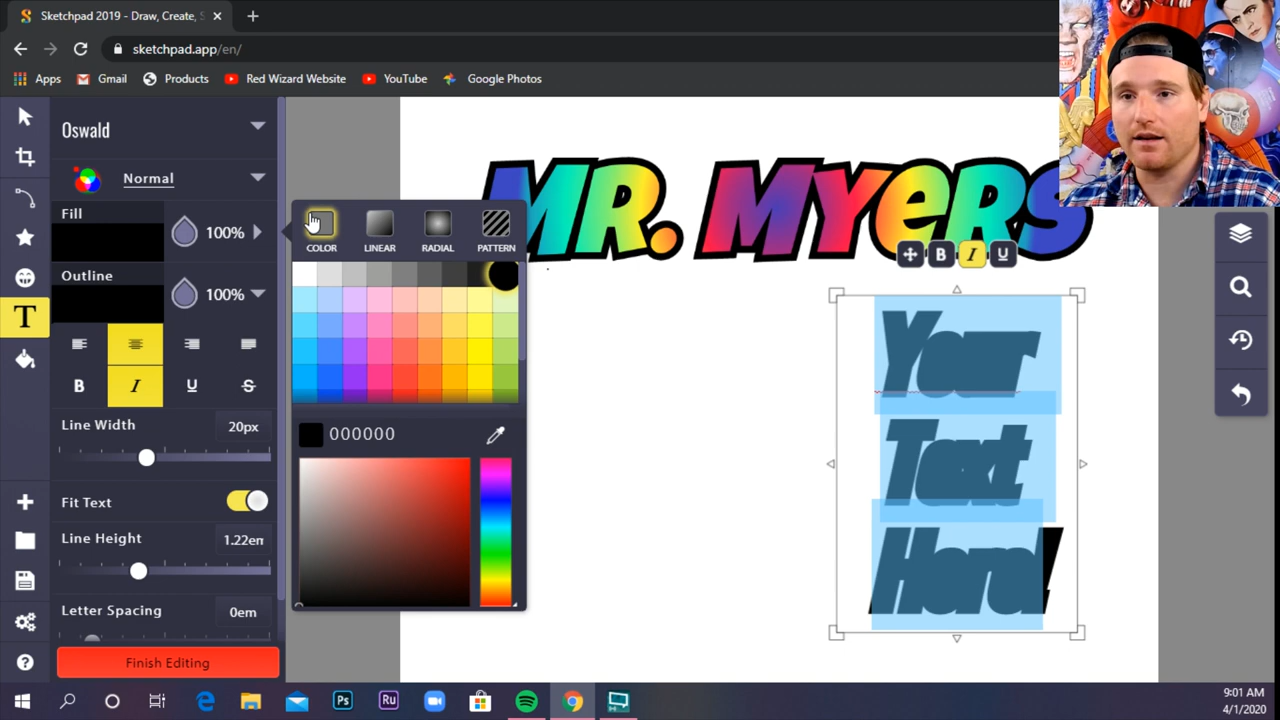 Sketchpad 2019 - Draw, Create, S
sketchpad.app/en/
Apps Gmail Products Red Wizard Website YouTube Google Photos
Oswald
Normal
Fill
100%
Outline
100%
B I U S
Line Width 20px
Fit Text
Line Height 1.22em
Letter Spacing 0em
Finish Editing
COLOR LINEAR RADIAL PATTERN
000000
MR. MYERS
B I U
Your
Text
T
Ps Ru
9:01 AM
4/1/2020